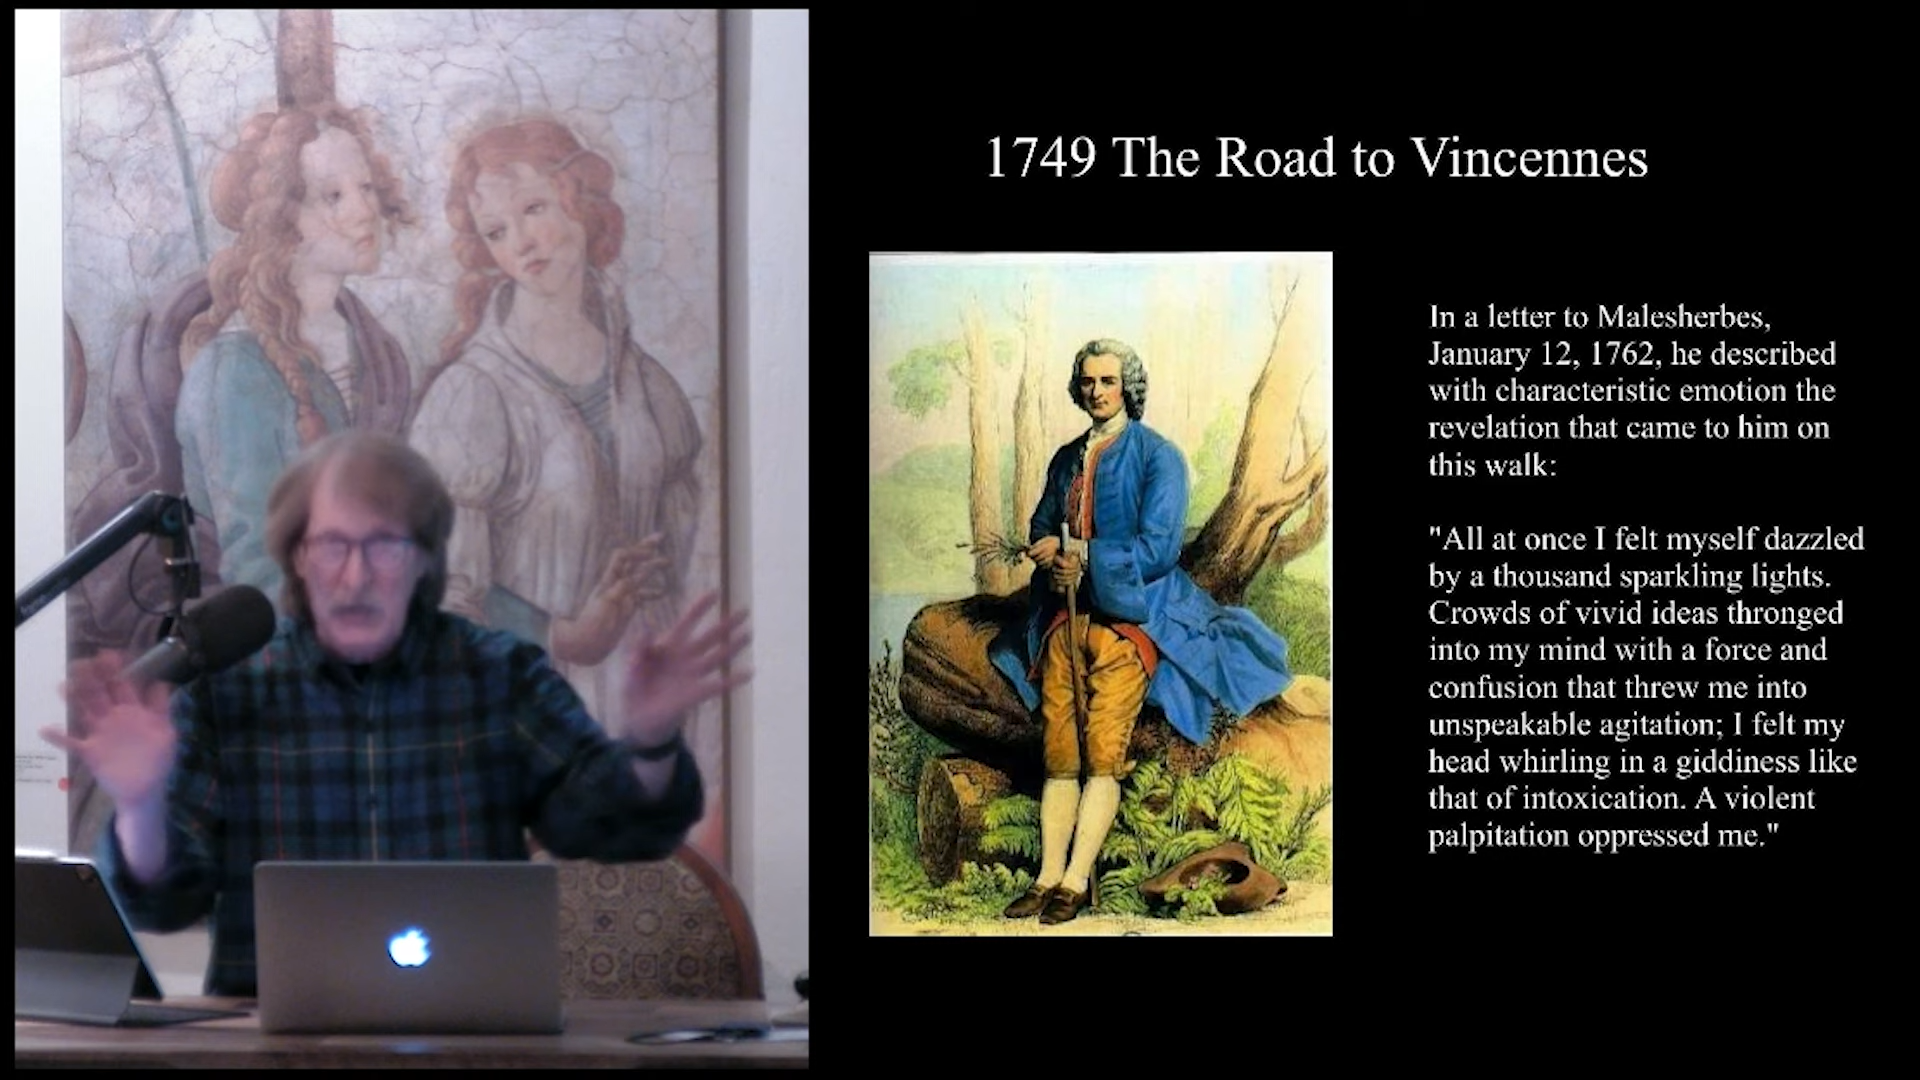 1749 The Road to Vincennes
In a letter to Malesherbes,
January 12, 1762, he described
with characteristic emotion the
revelation that came to him on
this walk:
"All at once I felt myself dazzled
by a thousand sparkling lights.
Crowds of vivid ideas thronged
into my mind with a force and
confusion that threw me into
unspeakable agitation; I felt my
head whirling in a giddiness like
that of intoxication. A violent
palpitation oppressed me."